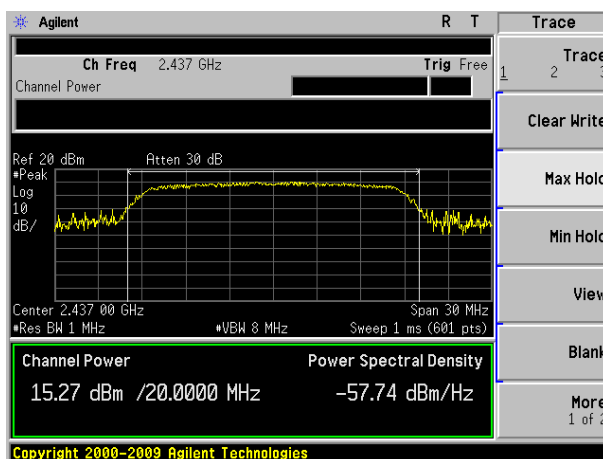 Agilent R T Trace
Ch Freq 2.437 GHz Trig Free
Channel Power
Trace
1 2 3
Clear Write
Max Hold
Min Hold
View
Blank
More
1 of 2
Ref 20 dBm Atten 30 dB
#Peak
Log
10
dB/
Center 2.437 00 GHz Span 30 MHz
#Res BW 1 MHz #VBW 8 MHz Sweep 1 ms (601 pts)
Channel Power Power Spectral Density
15.27 dBm /20.0000 MHz -57.74 dBm/Hz
Copyright 2000-2009 Agilent Technologies